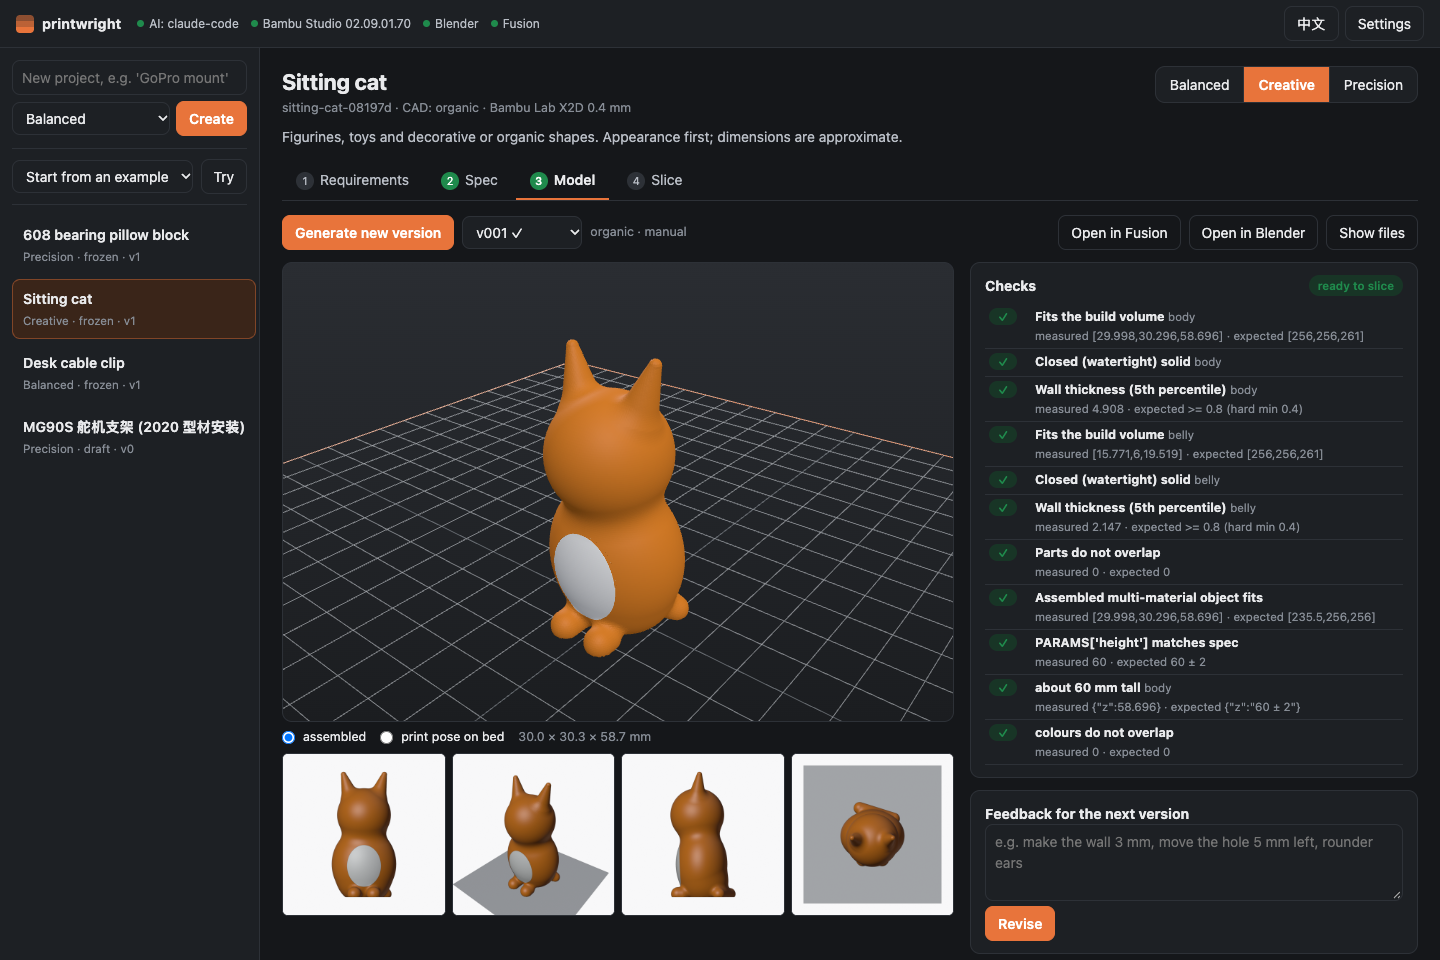 printwright
AI: claude-code
Bambu Studio 02.09.01.70
Blender
Fusion
中文
Settings
New project, e.g. 'GoPro mount'
Balanced
Create
Start from an example
Try
608 bearing pillow block
Precision · frozen · v1
Sitting cat
Creative · frozen · v1
Desk cable clip
Balanced · frozen · v1
MG90S 舵机支架 (2020 型材安装)
Precision · draft · v0
Sitting cat
sitting-cat-08197d · CAD: organic · Bambu Lab X2D 0.4 mm
Balanced
Creative
Precision
Figurines, toys and decorative or organic shapes. Appearance first; dimensions are approximate.
1 Requirements
2 Spec
3 Model
4 Slice
Generate new version
v001 ✓
organic · manual
Open in Fusion
Open in Blender
Show files
assembled
print pose on bed
30.0 × 30.3 × 58.7 mm
Checks
ready to slice
✓ Fits the build volume body
measured [29.998,30.296,58.696] · expected [256,256,261]
✓ Closed (watertight) solid body
✓ Wall thickness (5th percentile) body
measured 4.908 · expected >= 0.8 (hard min 0.4)
✓ Fits the build volume belly
measured [15.771,6,19.519] · expected [256,256,261]
✓ Closed (watertight) solid belly
✓ Wall thickness (5th percentile) belly
measured 2.147 · expected >= 0.8 (hard min 0.4)
✓ Parts do not overlap
measured 0 · expected 0
✓ Assembled multi-material object fits
measured [29.998,30.296,58.696] · expected [235.5,256,256]
✓ PARAMS['height'] matches spec
measured 60 · expected 60 ± 2
✓ about 60 mm tall body
measured {"z":58.696} · expected {"z":"60 ± 2"}
✓ colours do not overlap
measured 0 · expected 0
Feedback for the next version
e.g. make the wall 3 mm, move the hole 5 mm left, rounder
ears
Revise